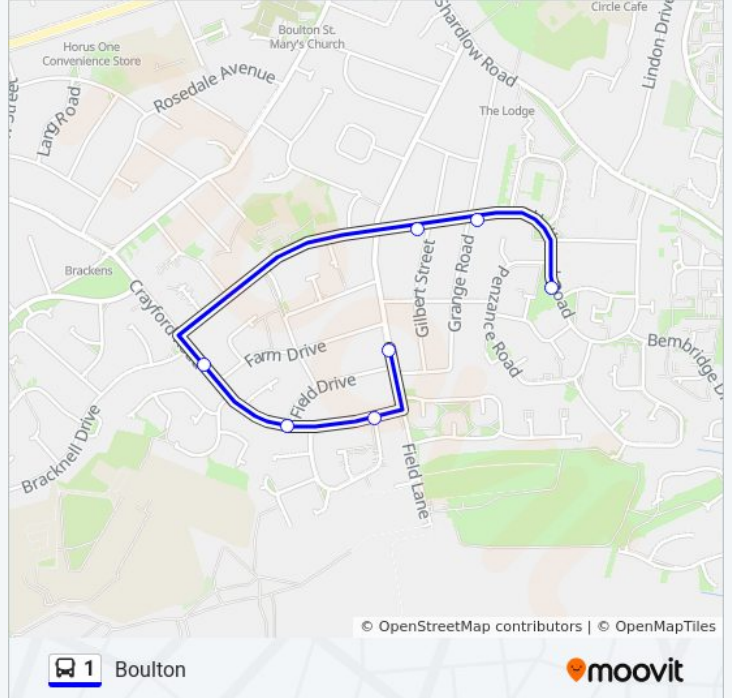 Circle Cafe
Shardlow Road
Lindon Drive
Boulton St.
Mary's Church
Horus One
Convenience Store
Rosedale Avenue
Lang Road
The Lodge
Brackens
Gilbert Street
Grange Road
Penzance Road
Road
Farm Drive
Field Drive
Bembridge D
Bracknell Drive
Field Lane
© OpenStreetMap contributors | © OpenMapTiles
1 Boulton
moovit